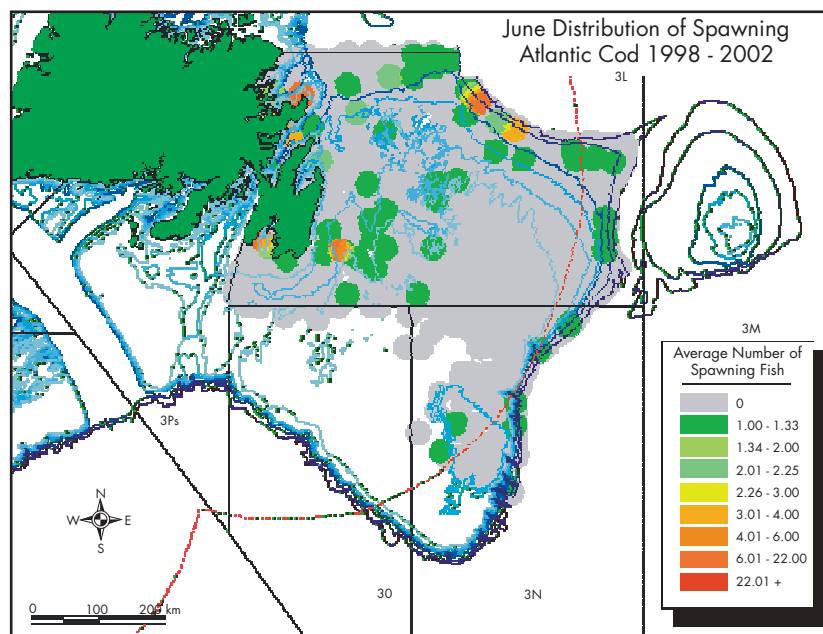 June Distribution of Spawning
Atlantic Cod 1998 - 2002
3L
3M
3Ps
Average Number of
Spawning Fish
0
1.00 - 1.33
1.34 - 2.00
2.01 - 2.25
2.26 - 3.00
3.01 - 4.00
4.01 - 6.00
6.01 - 22.00
22.01 +
N
W E
S
30
3N
0 100 200 km